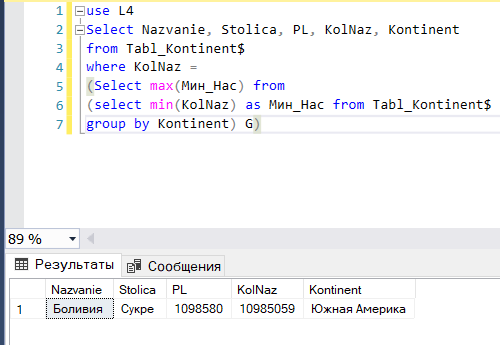 1 use L4
2 Select Nazvanie, Stolica, PL, KolNaz, Kontinent
3 from Tabl_Kontinent$
4 where KolNaz =
5 (Select max(Мин_Нас) from
6 (select min(KolNaz) as Мин_Нас from Tabl_Kontinent$
7 group by Kontinent) G)
89 %
Результаты Сообщения
Nazvanie Stolica PL KolNaz Kontinent
1 Боливия Сукре 1098580 10985059 Южная Америка